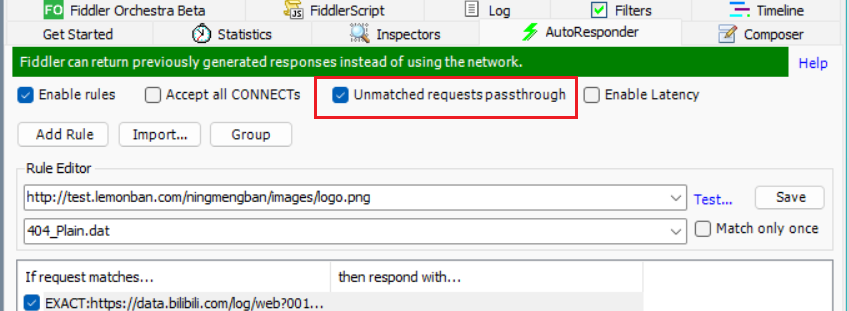 FO Fiddler Orchestra Beta JS FiddlerScript Log Filters Timeline
Get Started Statistics Inspectors AutoResponder Composer
Fiddler can return previously generated responses instead of using the network. Help
Enable rules Accept all CONNECTs Unmatched requests passthrough Enable Latency
Add Rule Import... Group
Rule Editor
http://test.lemonban.com/ningmengban/images/logo.png Test... Save
404_Plain.dat Match only once
If request matches... then respond with...
EXACT:https://data.bilibili.com/log/web?001...